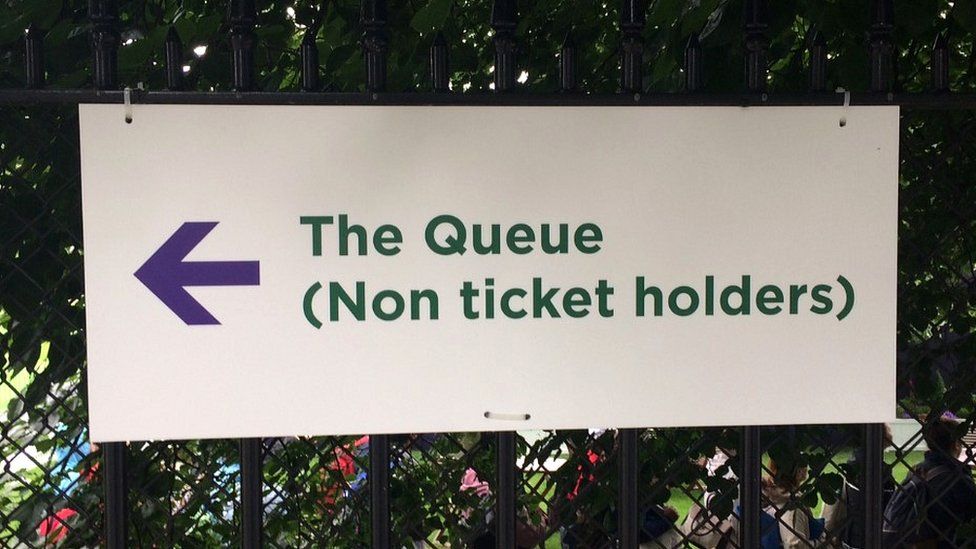 The Queue
(Non ticket holders)